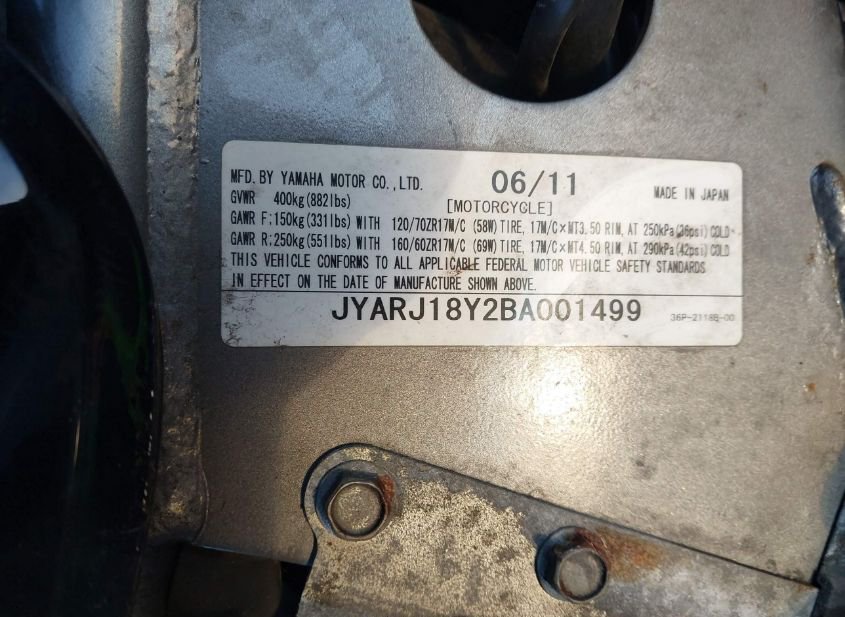 MFD. BY YAMAHA MOTOR CO.,LTD. 06/11 MADE IN JAPAN
GVWR 400kg(882lbs) [MOTORCYCLE]
GAWR F:150kg(331lbs) WITH 120/70ZR17M/C (58W) TIRE, 17M/C×MT3.50 RIM, AT 250kPa(36psi) COLD
GAWR R:250kg(551lbs) WITH 160/60ZR17M/C (69W) TIRE, 17M/C×MT4.50 RIM, AT 290kPa(42psi) COLD
THIS VEHICLE CONFORMS TO ALL APPLICABLE FEDERAL MOTOR VEHICLE SAFETY STANDARDS
IN EFFECT ON THE DATE OF MANUFACTURE SHOWN ABOVE.
JYARJ18Y2BA001499 36P-2118B-00